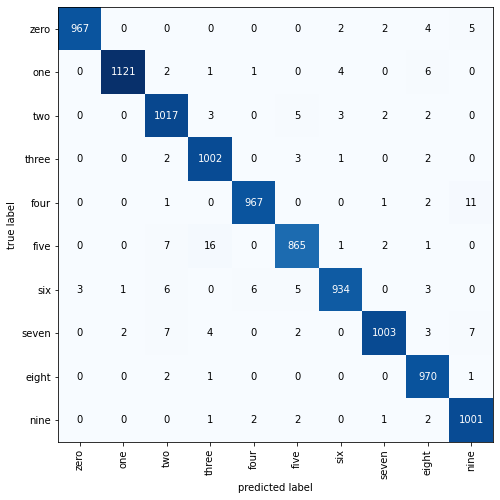 zero 967 0 0 0 0 0 2 2 4 5
one 0 1121 2 1 1 0 4 0 6 0
two 0 0 1017 3 0 5 3 2 2 0
three 0 0 2 1002 0 3 1 0 2 0
four 0 0 1 0 967 0 0 1 2 11
five 0 0 7 16 0 865 1 2 1 0
six 3 1 6 0 6 5 934 0 3 0
seven 0 2 7 4 0 2 0 1003 3 7
eight 0 0 2 1 0 0 0 0 970 1
nine 0 0 0 1 2 2 0 1 2 1001
zero one two three four five six seven eight nine
predicted label
true label